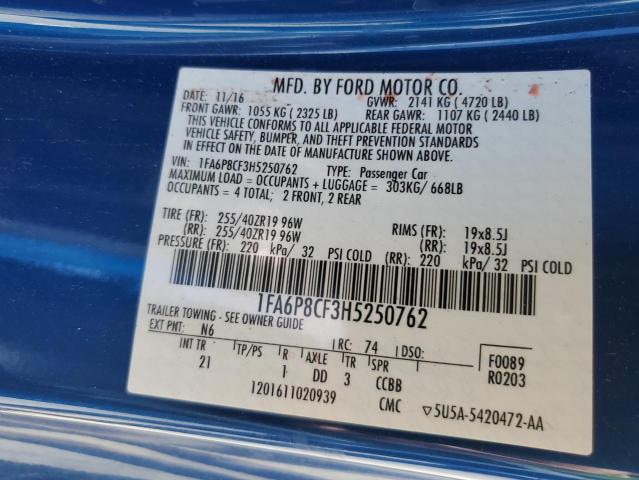 MFD. BY FORD MOTOR CO.
DATE: 11/16 GVWR: 2141 KG ( 4720 LB)
FRONT GAWR: 1055 KG ( 2325 LB) REAR GAWR: 1107 KG ( 2440 LB)
THIS VEHICLE CONFORMS TO ALL APPLICABLE FEDERAL MOTOR
VEHICLE SAFETY, BUMPER, AND THEFT PREVENTION STANDARDS
IN EFFECT ON THE DATE OF MANUFACTURE SHOWN ABOVE.
VIN: 1FA6P8CF3H5250762 TYPE: Passenger Car
MAXIMUM LOAD = OCCUPANTS + LUGGAGE = 303KG/ 668LB
OCCUPANTS = 4 TOTAL; 2 FRONT, 2 REAR
TIRE (FR): 255/40ZR19 96W RIMS (FR): 19x8.5J
(RR): 255/40ZR19 96W (RR): 19x8.5J
PRESSURE (FR): 220 kPa/ 32 PSI COLD (RR): 220 kPa/ 32 PSI COLD
1FA6P8CF3H5250762
TRAILER TOWING - SEE OWNER GUIDE
EXT PNT: N6 RC: 74 DSO: F0089
INT TR TP/PS R AXLE TR SPR R0203
21 1 DD 3 CCBB
1201611020939 CMC ▽5U5A-5420472-AA